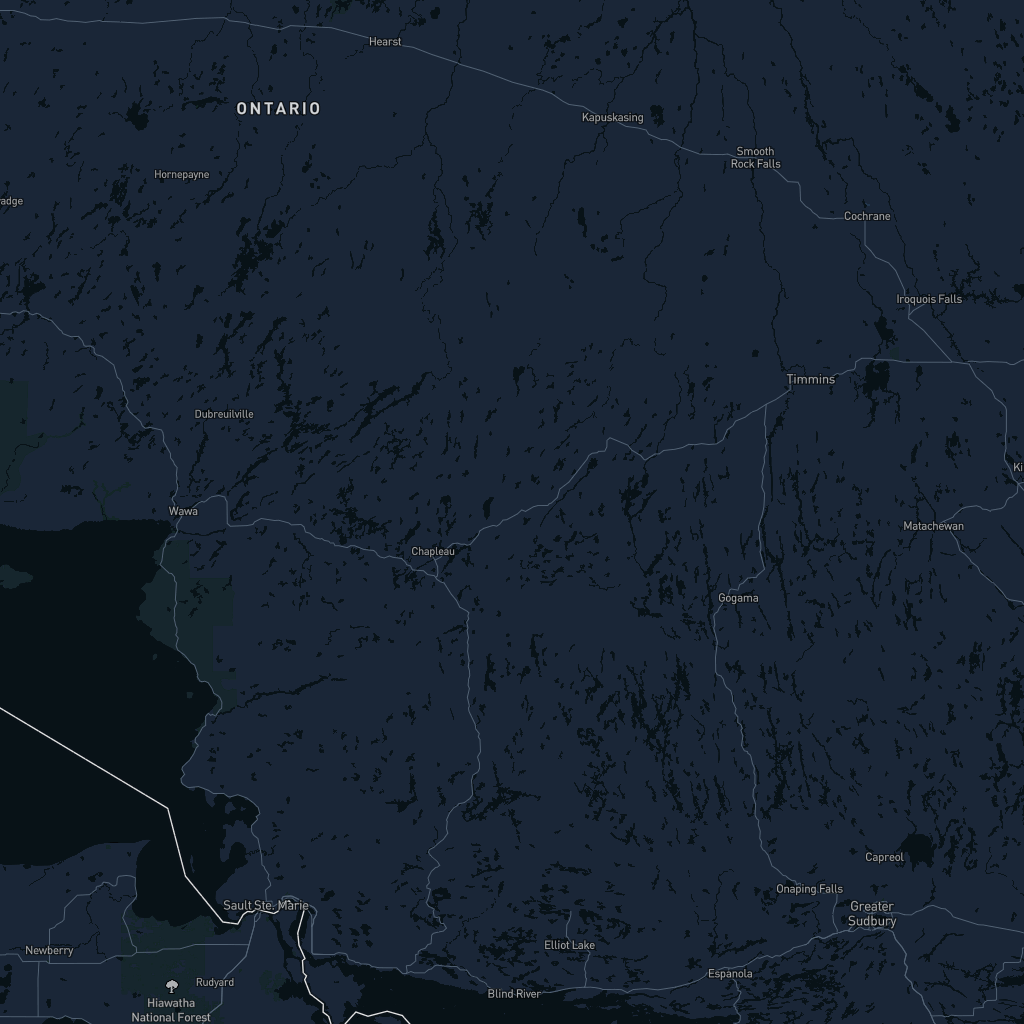 Hearst
ONTARIO
Kapuskasing
Smooth
Rock Falls
Hornepayne
adge
Cochrane
Iroquois Falls
Timmins
Dubreuilville
Ki
Wawa
Matachewan
Chapleau
Gogama
Capreol
Onaping Falls
Greater
Sudbury
Sault Ste. Marie
Elliot Lake
Newberry
Espanola
Rudyard
Blind River
Hiawatha
National Forest